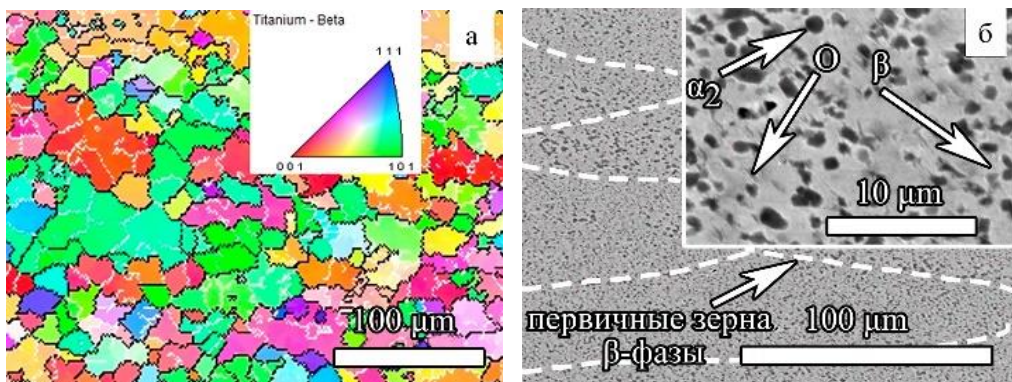 Titanium - Beta
111
001
101
а
100 µm
б
α2
О
β
10 µm
первичные зерна
β-фазы
100 µm